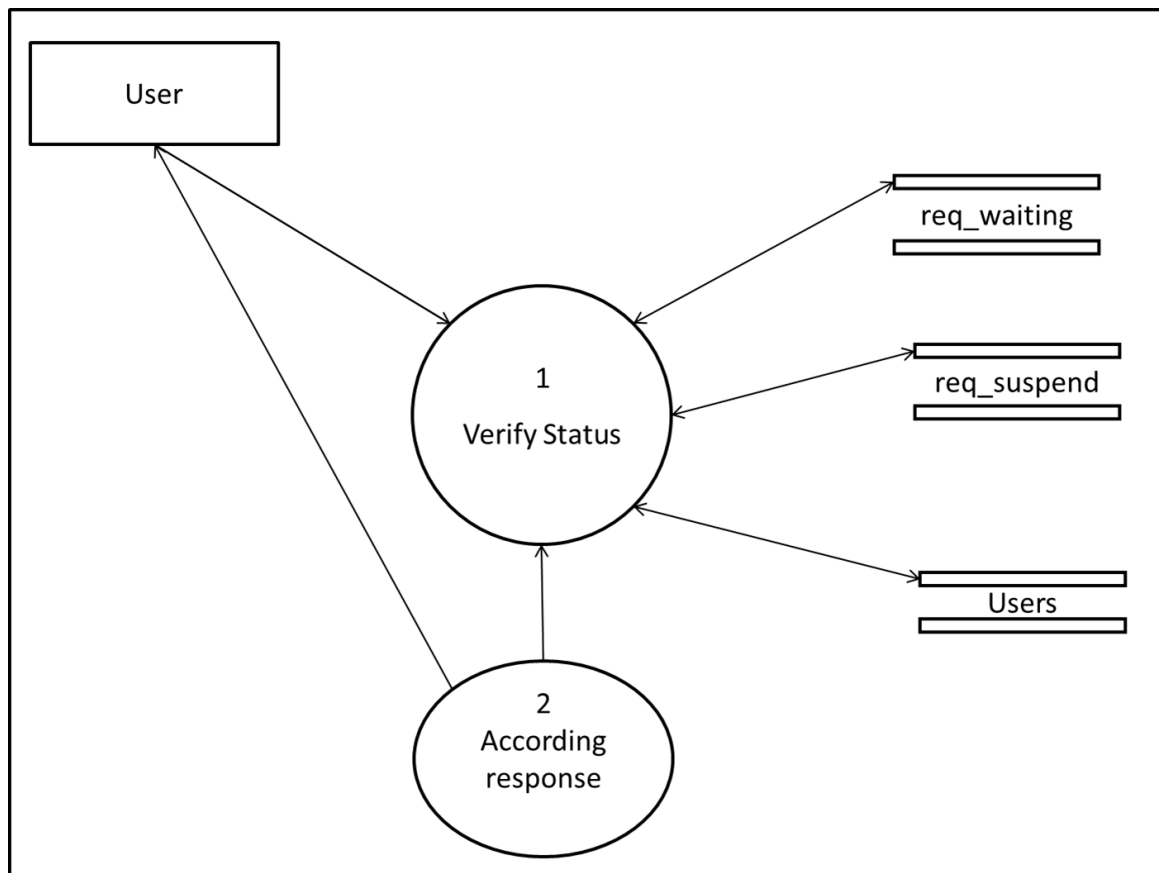 User
req_waiting
1
Verify Status
req_suspend
Users
2
According
response